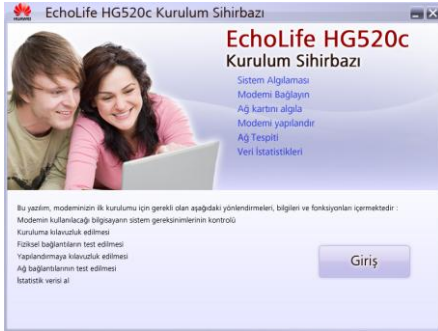 HUAWEI
EchoLife HG520c Kurulum Sihirbazı
EchoLife HG520c
Kurulum Sihirbazı
Sistem Algılaması
Modemi Bağlayın
Ağ kartını algıla
Modemi yapılandır
Ağ Tespiti
Veri İstatistikleri
Bu yazılım, modeminizin ilk kurulumu için gerekli olan aşağıdaki yönlendirmeleri, bilgileri ve fonksiyonları içermektedir :
Modemin kullanılacağı bilgisayarın sistem gereksinimlerinin kontrolü
Kuruluma kılavuzluk edilmesi
Fiziksel bağlantıların test edilmesi
Yapılandırmaya kılavuzluk edilmesi
Ağ bağlantılarının test edilmesi
İstatistik verisi al
Giriş